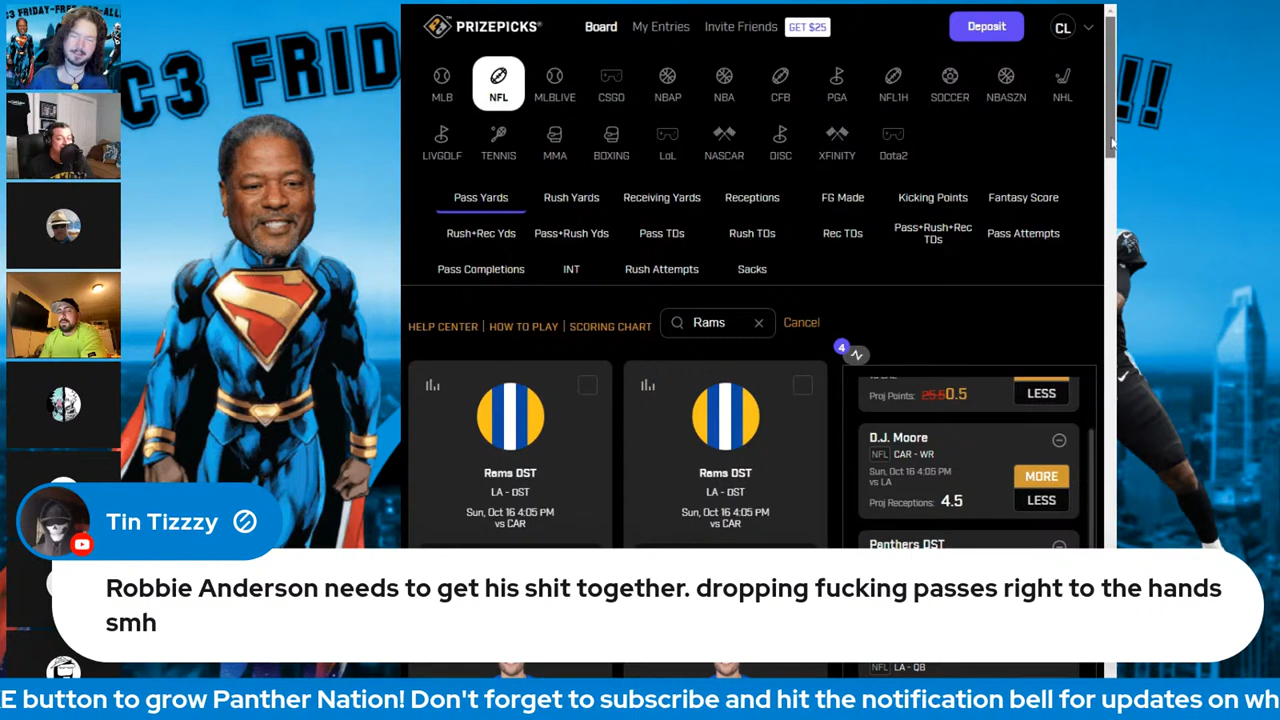 C3 FRIDAY-FREE-FOR-ALL!!
C3 FRID
!!
PRIZEPICKS
Board
My Entries
Invite Friends
GET $25
Deposit
CL
MLB
NFL
MLBLIVE
CSGO
NBAP
NBA
CFB
PGA
NFL1H
SOCCER
NBASZN
NHL
LIVGOLF
TENNIS
MMA
BOXING
LoL
NASCAR
DISC
XFINITY
Dota2
Pass Yards
Rush Yards
Receiving Yards
Receptions
FG Made
Kicking Points
Fantasy Score
Rush+Rec Yds
Pass+Rush Yds
Pass TDs
Rush TDs
Rec TDs
Pass+Rush+Rec
TDs
Pass Attempts
Pass Completions
INT
Rush Attempts
Sacks
HELP CENTER | HOW TO PLAY | SCORING CHART
Rams
Cancel
4
Rams DST
LA - DST
Sun, Oct 16 4:05 PM
vs CAR
Rams DST
LA - DST
Sun, Oct 16 4:05 PM
vs CAR
Proj Points: 25.5 0.5
LESS
D.J. Moore
NFL CAR - WR
Sun, Oct 16 4:05 PM
vs LA
MORE
Proj Receptions: 4.5
LESS
Panthers DST
Tin Tizzzy
Robbie Anderson needs to get his shit together. dropping fucking passes right to the hands
smh
NFL LA - QB
KE button to grow Panther Nation! Don't forget to subscribe and hit the notification bell for updates on wh